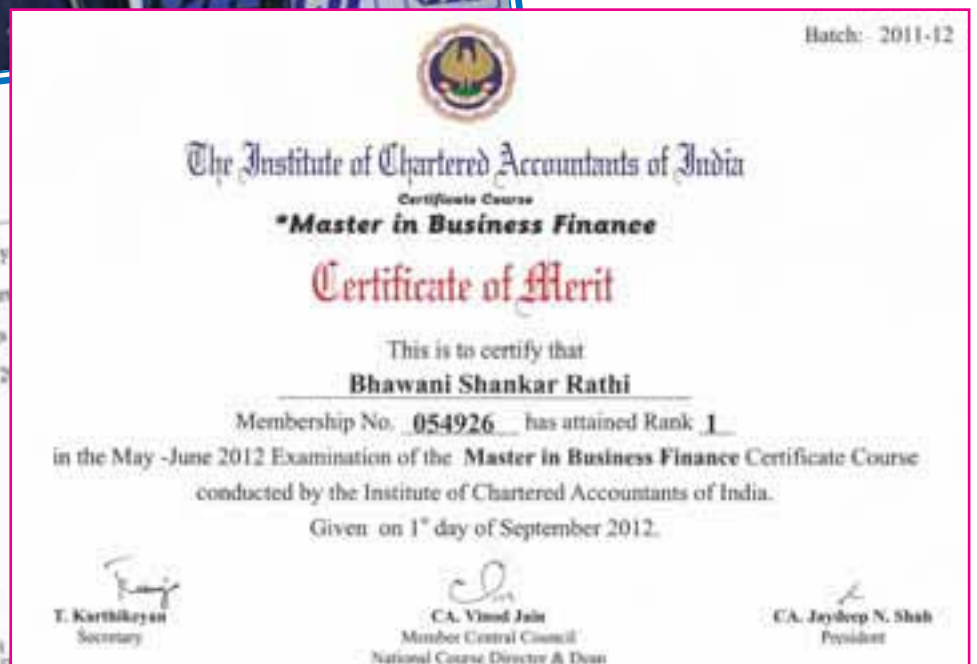 Batch: 2011-12
The Institute of Chartered Accountants of India
Certificate Course
*Master in Business Finance
Certificate of Merit
This is to certify that
Bhawani Shankar Rathi
Membership No. 054926 has attained Rank 1
in the May -June 2012 Examination of the Master in Business Finance Certificate Course
conducted by the Institute of Chartered Accountants of India.
Given on 1st day of September 2012.
T. Karthikeyan
Secretary
CA. Vinod Jain
Member Central Council
National Course Director & Dean
CA. Jaydeep N. Shah
President